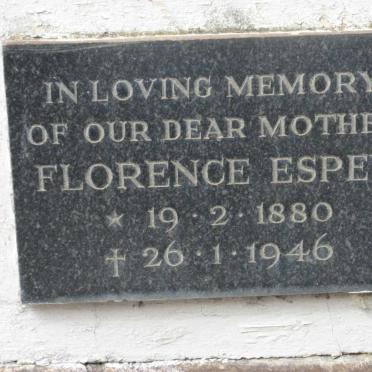 IN LOVING MEMORY
OF OUR DEAR MOTHE
FLORENCE ESPE
* 19 · 2 · 1880
† 26 · 1 · 1946